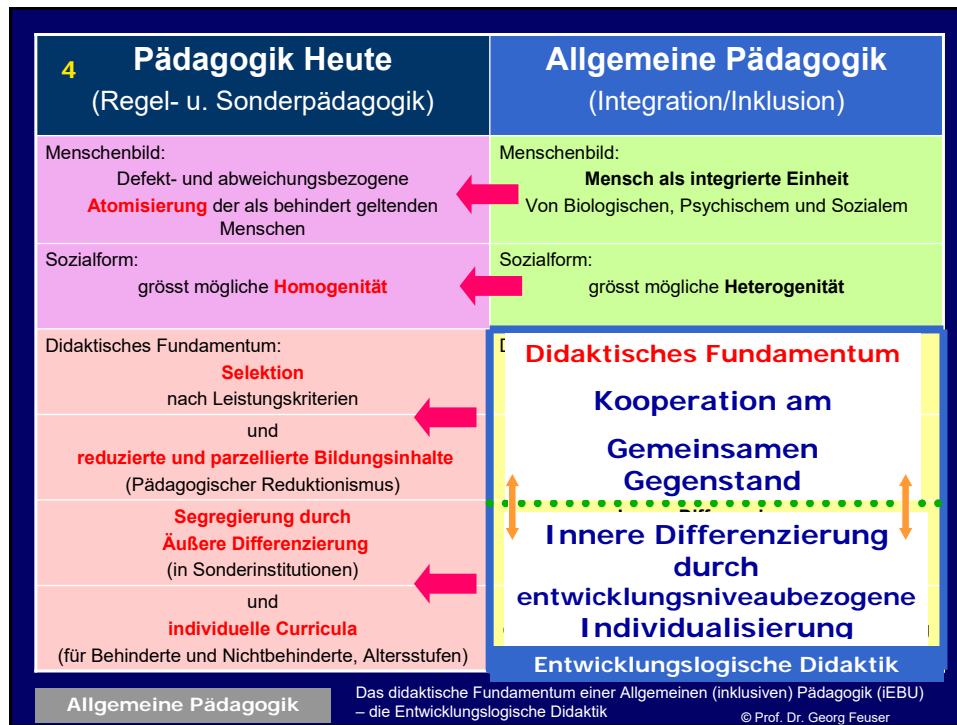 4
Pädagogik Heute
(Regel- u. Sonderpädagogik)
Allgemeine Pädagogik
(Integration/Inklusion)
Menschenbild:
Defekt- und abweichungsbezogene
Atomisierung der als behindert geltenden
Menschen
Menschenbild:
Mensch als integrierte Einheit
Von Biologischen, Psychischem und Sozialem
Sozialform:
grösst mögliche Homogenität
Sozialform:
grösst mögliche Heterogenität
Didaktisches Fundamentum:
Selektion
nach Leistungskriterien
und
reduzierte und parzellierte Bildungsinhalte
(Pädagogischer Reduktionismus)
Segregierung durch
Äußere Differenzierung
(in Sonderinstitutionen)
und
individuelle Curricula
(für Behinderte und Nichtbehinderte, Altersstufen)
Didaktisches Fundamentum
Kooperation am
Gemeinsamen
Gegenstand
Innere Differenzierung
durch
entwicklungsniveaubezogene
Individualisierung
Entwicklungslogische Didaktik
Allgemeine Pädagogik
Das didaktische Fundamentum einer Allgemeinen (inklusiven) Pädagogik (iEBU)
– die Entwicklungslogische Didaktik
© Prof. Dr. Georg Feuser